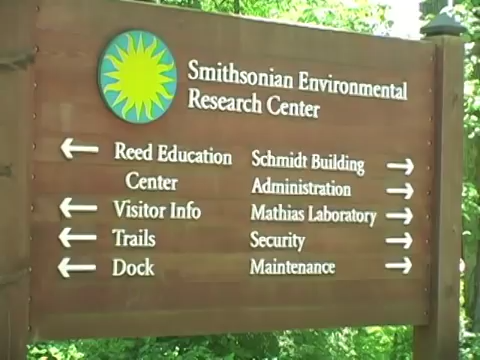 Smithsonian Environmental
Research Center
Reed Education
Center
Visitor Info
Trails
Dock
Schmidt Building
Administration
Mathias Laboratory
Security
Maintenance